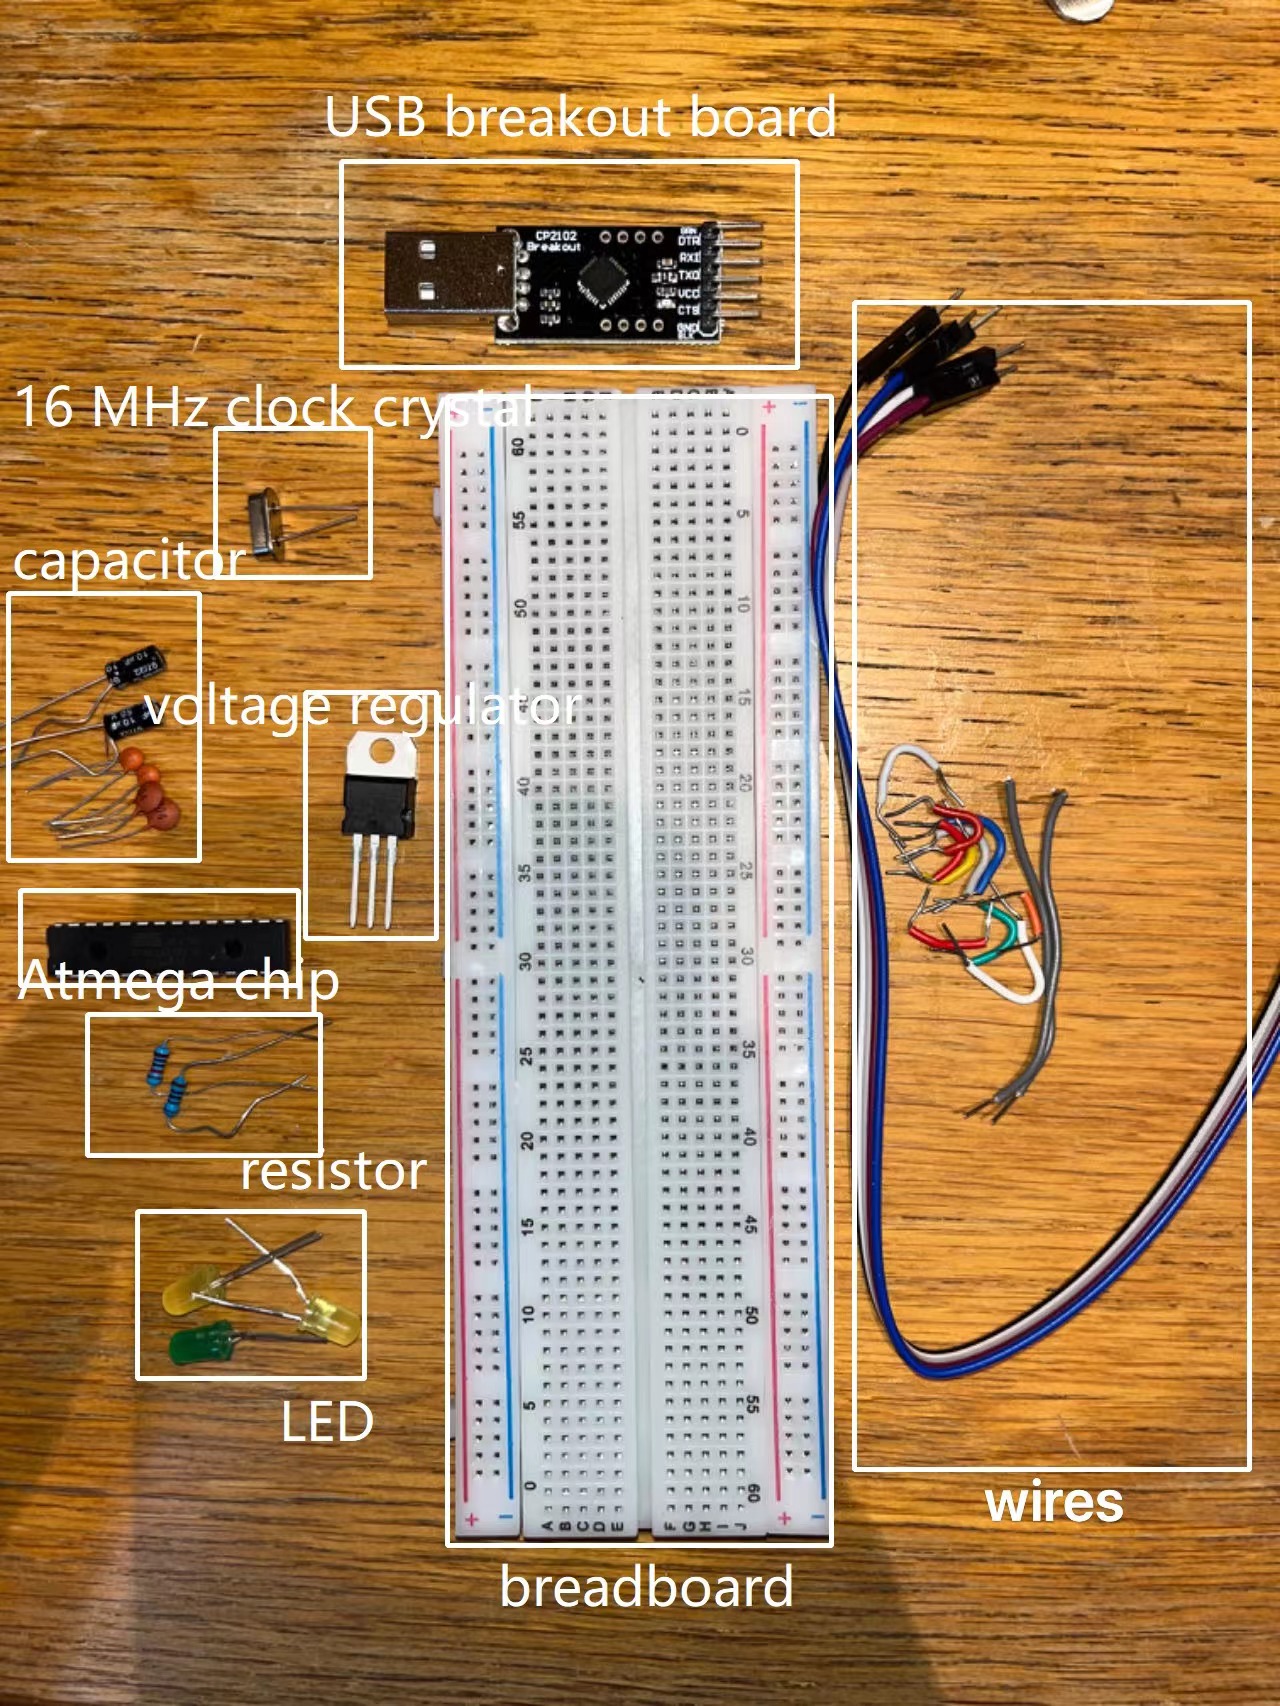 USB breakout board
CP2102
Breakout
DTR
RXI
TXO
VCC
CTS
GND
16 MHz clock crystal
+
60
0
55
5
capacitor
50
10
10µF
voltage regulator
15
10µF
40
20
35
25
30
30
Atmega chip
25
35
20
40
resistor
15
45
10
50
LED
5
55
0
60
wires
+ - A B C D E F G H I J + -
breadboard